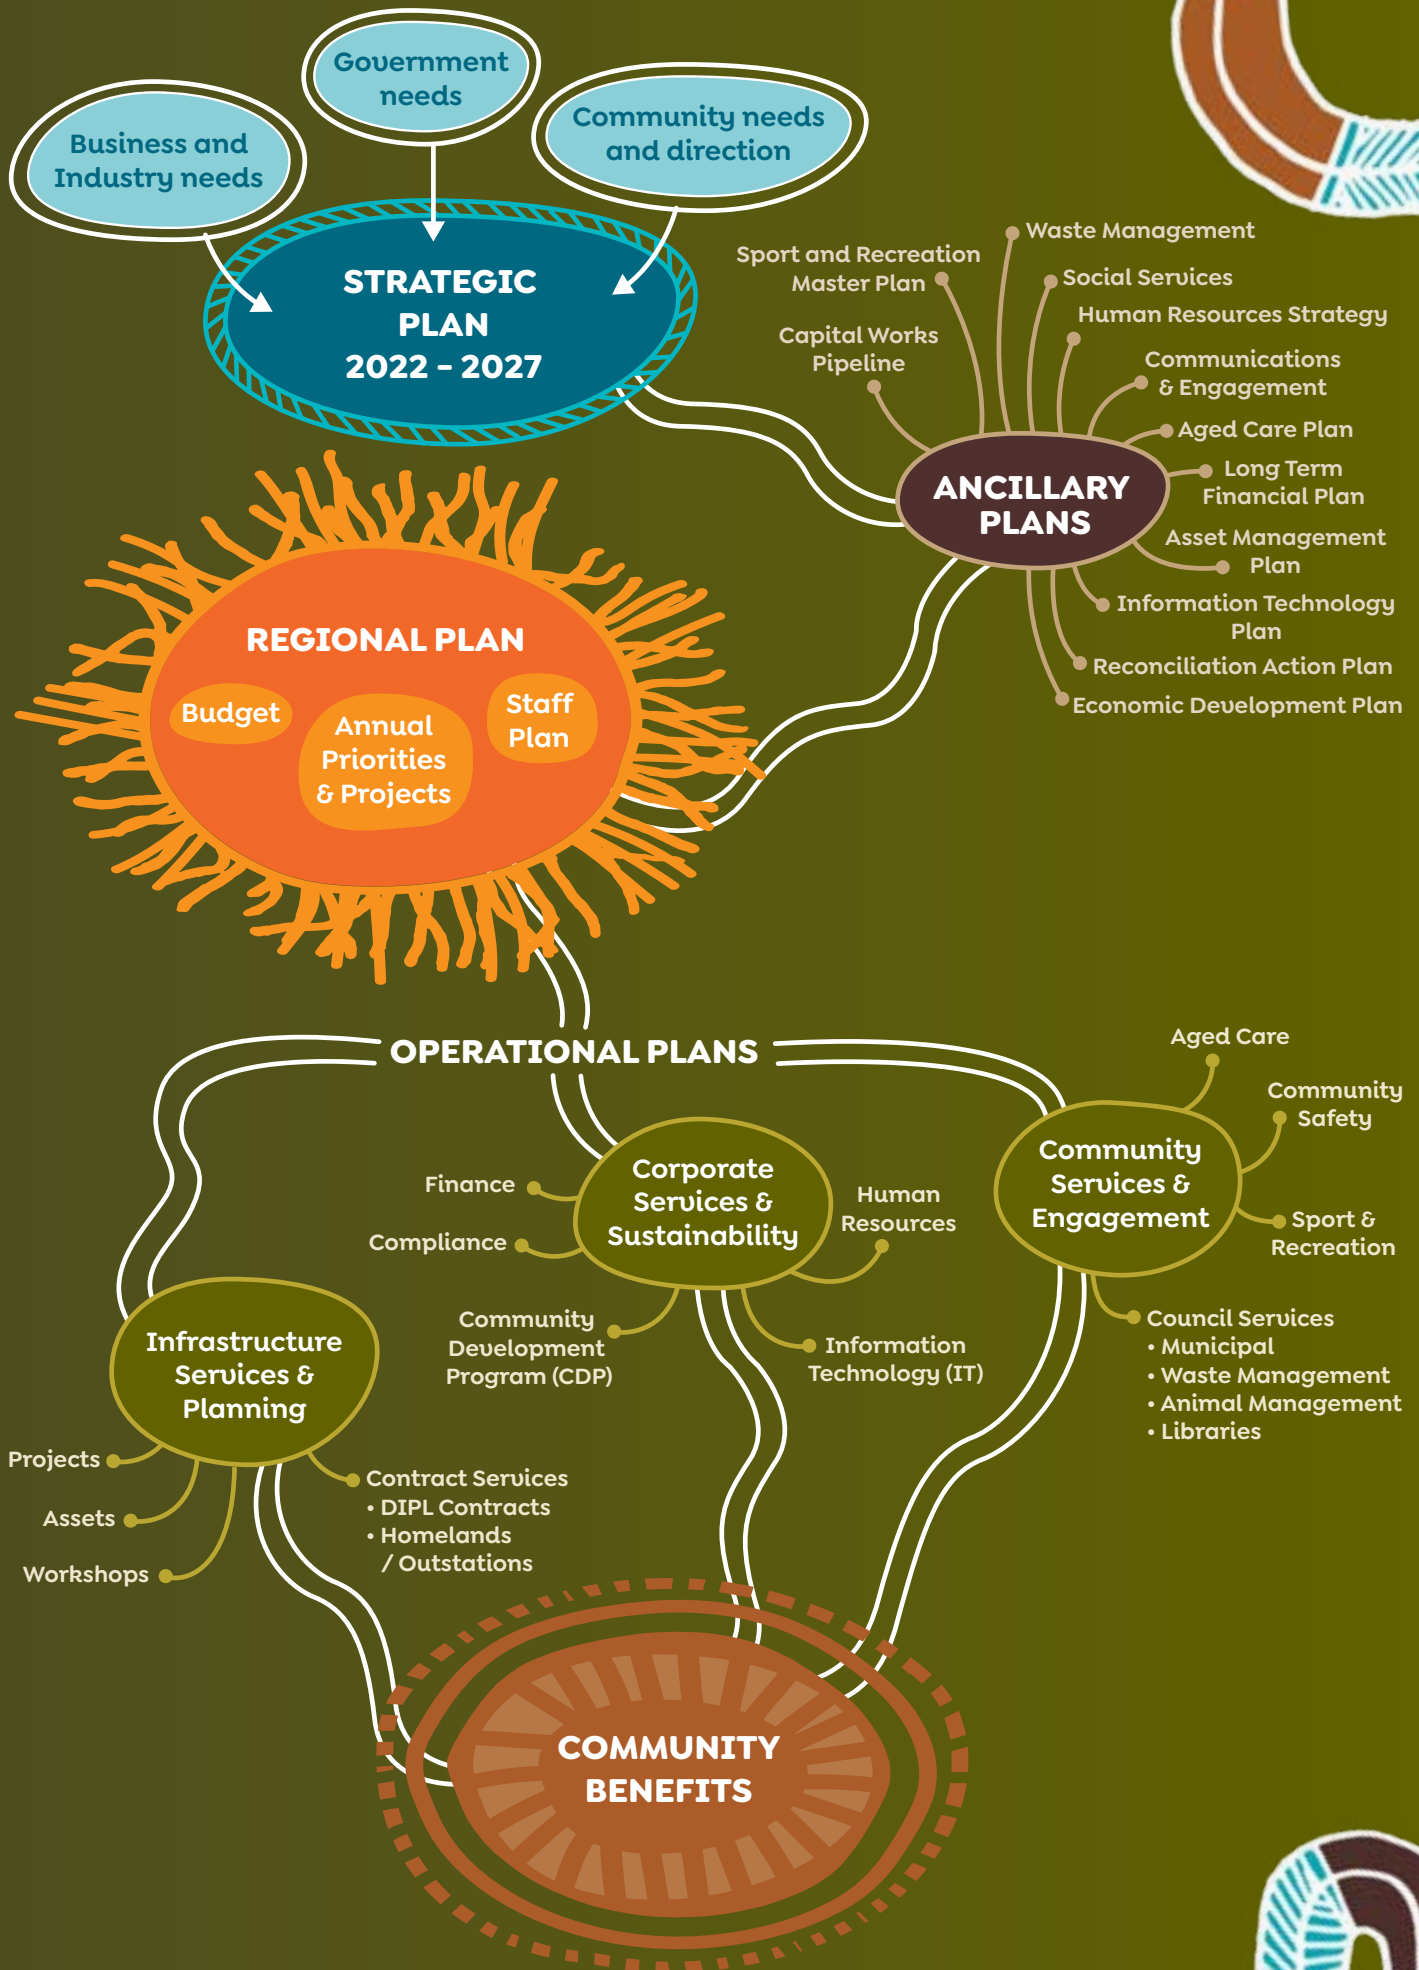 Government
needs
Business and
Industry needs
Community needs
and direction
STRATEGIC
PLAN
2022 – 2027
Waste Management
Sport and Recreation
Master Plan
Social Services
Human Resources Strategy
Capital Works
Pipeline
Communications
& Engagement
Aged Care Plan
Long Term
Financial Plan
ANCILLARY
PLANS
Asset Management
Plan
Information Technology
Plan
Reconciliation Action Plan
Economic Development Plan
REGIONAL PLAN
Budget
Annual
Priorities
& Projects
Staff
Plan
OPERATIONAL PLANS
Infrastructure
Services &
Planning
Projects
Assets
Workshops
Contract Services
• DIPL Contracts
• Homelands
/ Outstations
Corporate
Services &
Sustainability
Finance
Compliance
Community
Development
Program (CDP)
Human
Resources
Information
Technology (IT)
Community
Services &
Engagement
Aged Care
Community
Safety
Sport &
Recreation
Council Services
• Municipal
• Waste Management
• Animal Management
• Libraries
COMMUNITY
BENEFITS